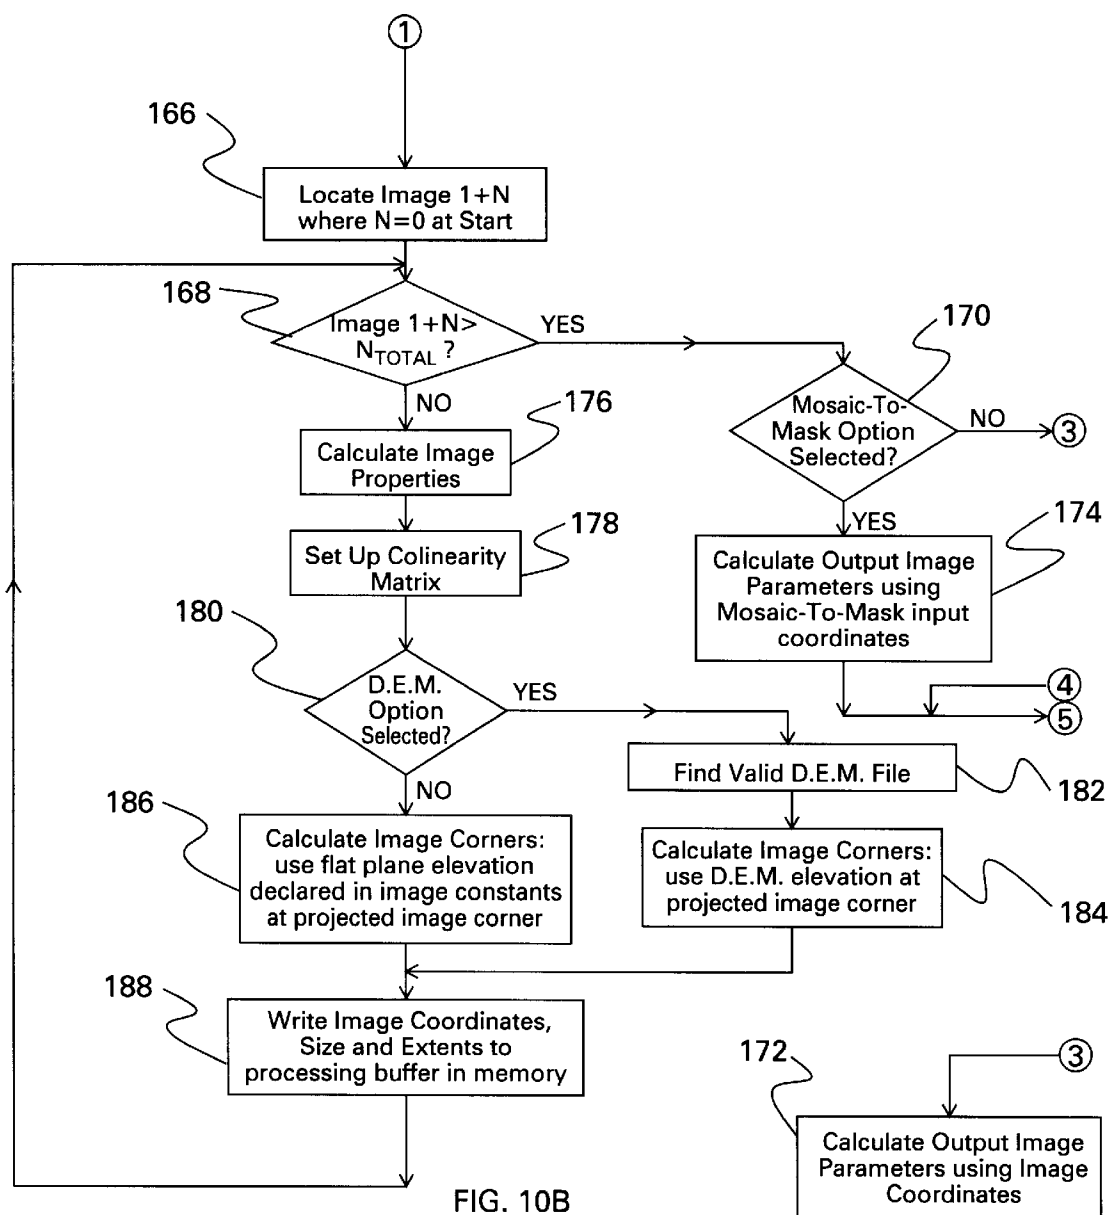 1
166
Locate Image 1+N
where N=0 at Start
168
Image 1+N>
NTOTAL ?
YES
NO
170
Mosaic-To-
Mask Option
Selected?
NO
3
YES
176
Calculate Image
Properties
178
Set Up Colinearity
Matrix
174
Calculate Output Image
Parameters using
Mosaic-To-Mask input
coordinates
4
5
180
D.E.M.
Option
Selected?
YES
NO
Find Valid D.E.M. File
182
186
Calculate Image Corners:
use flat plane elevation
declared in image constants
at projected image corner
Calculate Image Corners:
use D.E.M. elevation at
projected image corner
184
188
Write Image Coordinates,
Size and Extents to
processing buffer in memory
172
3
Calculate Output Image
Parameters using Image
Coordinates
FIG. 10B